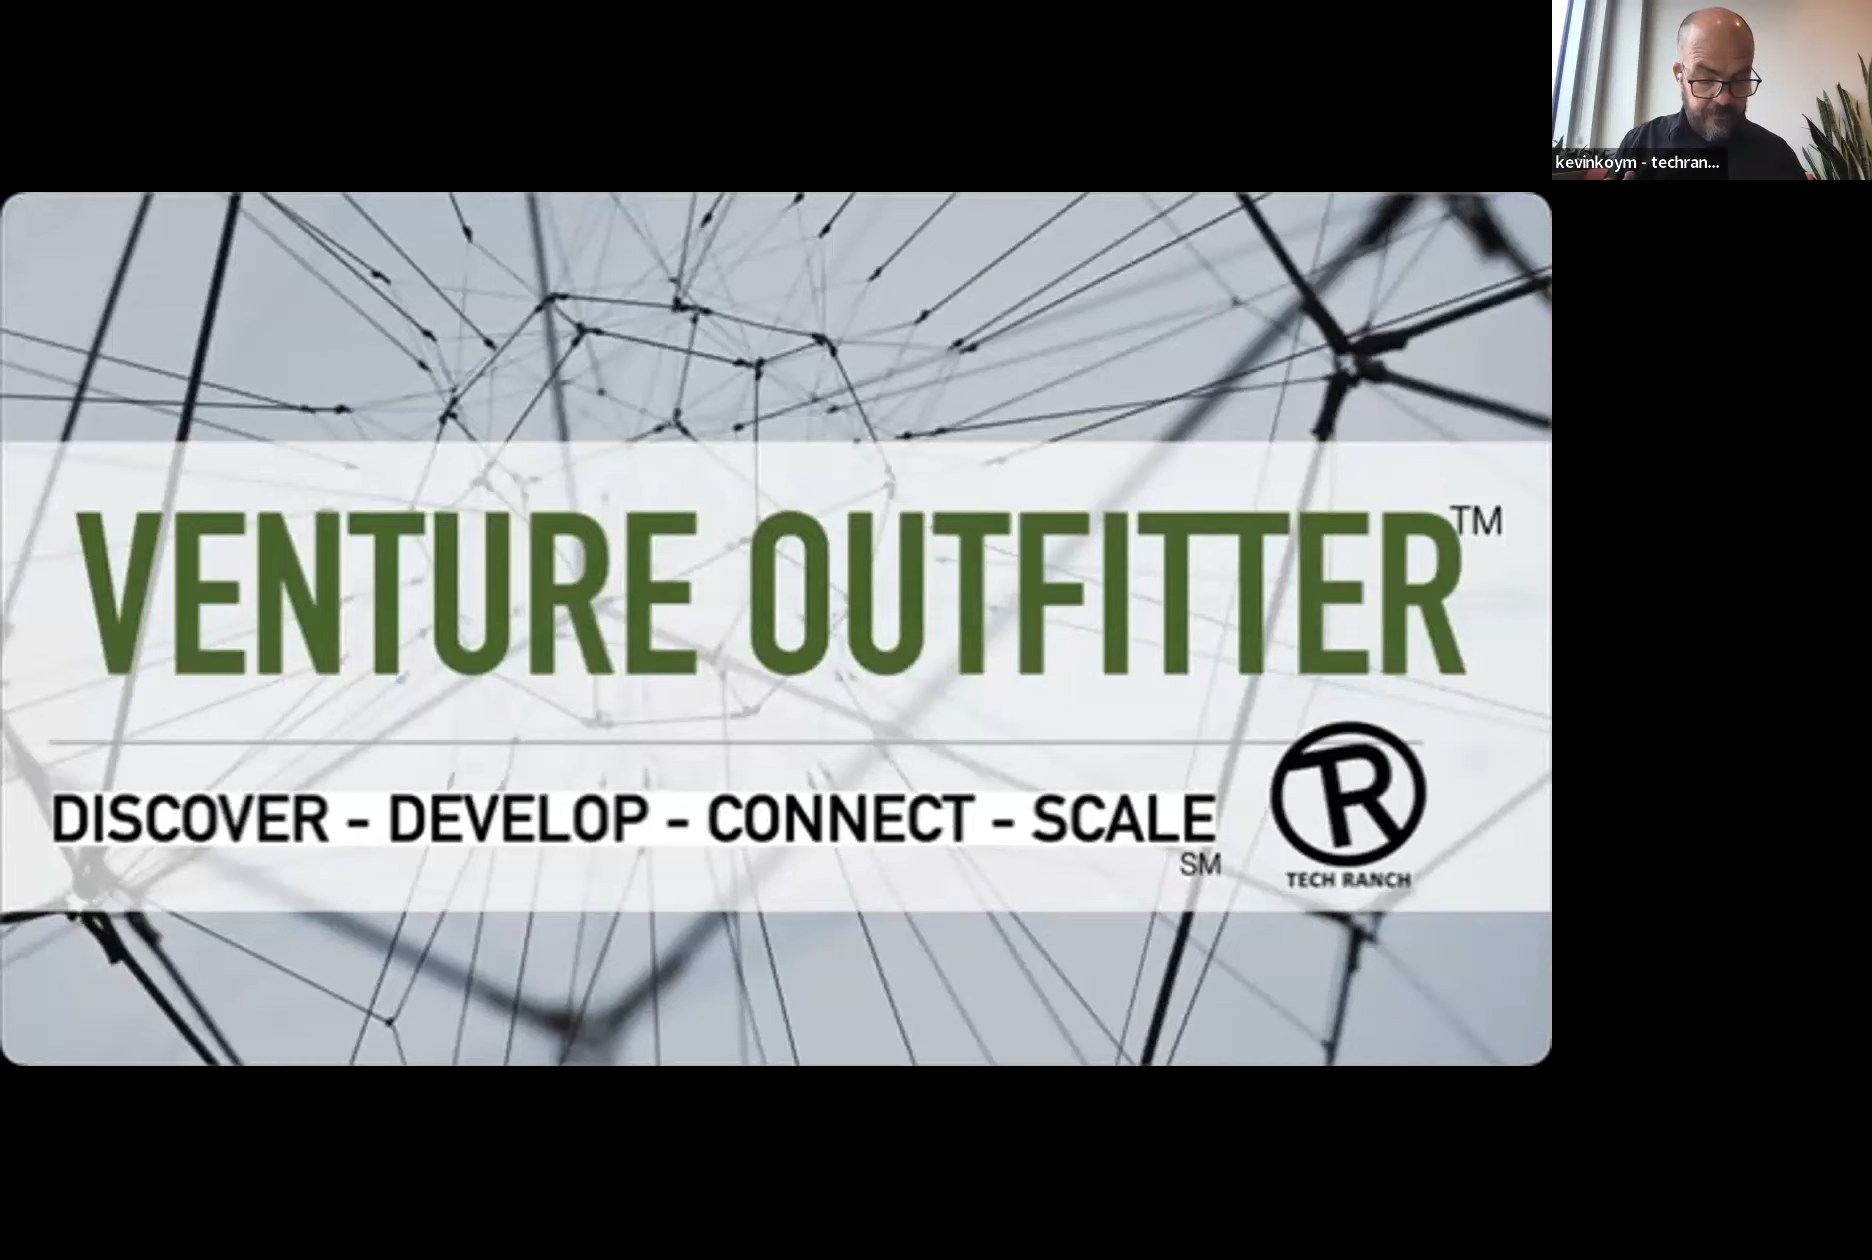 kevinkoym - techran...
VENTURE OUTFITTER™
DISCOVER - DEVELOP - CONNECT - SCALE
SM
TR
TECH RANCH